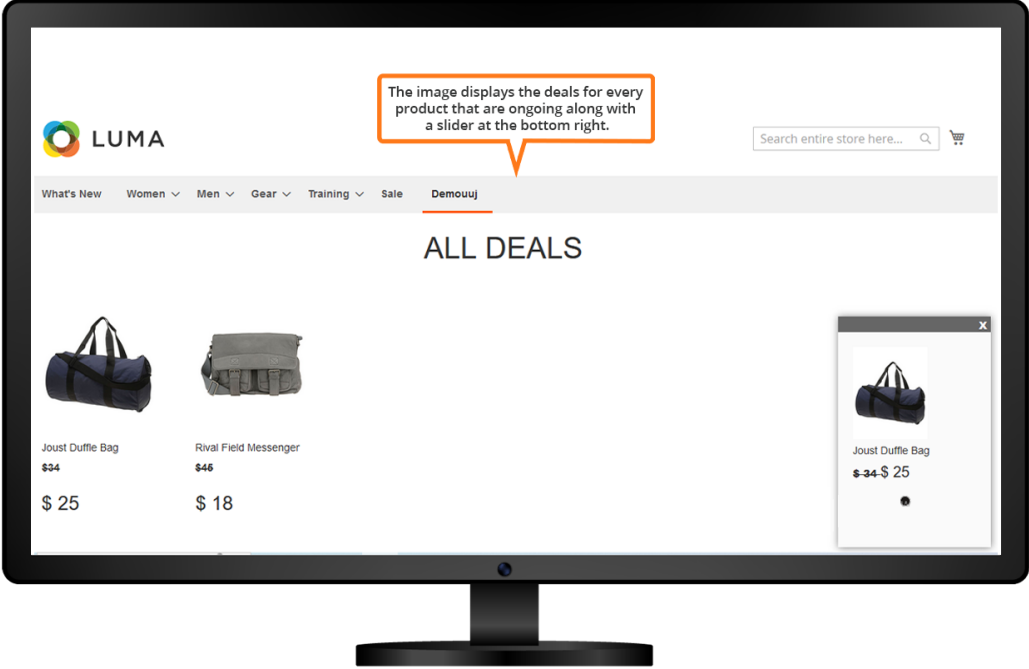 The image displays the deals for every
product that are ongoing along with
a slider at the bottom right.
LUMA
Search entire store here...
What's New Women Men Gear Training Sale Demouuj
ALL DEALS
x
Joust Duffle Bag Rival Field Messenger
$34 $45
$ 25 $ 18
Joust Duffle Bag
$ 34 $ 25